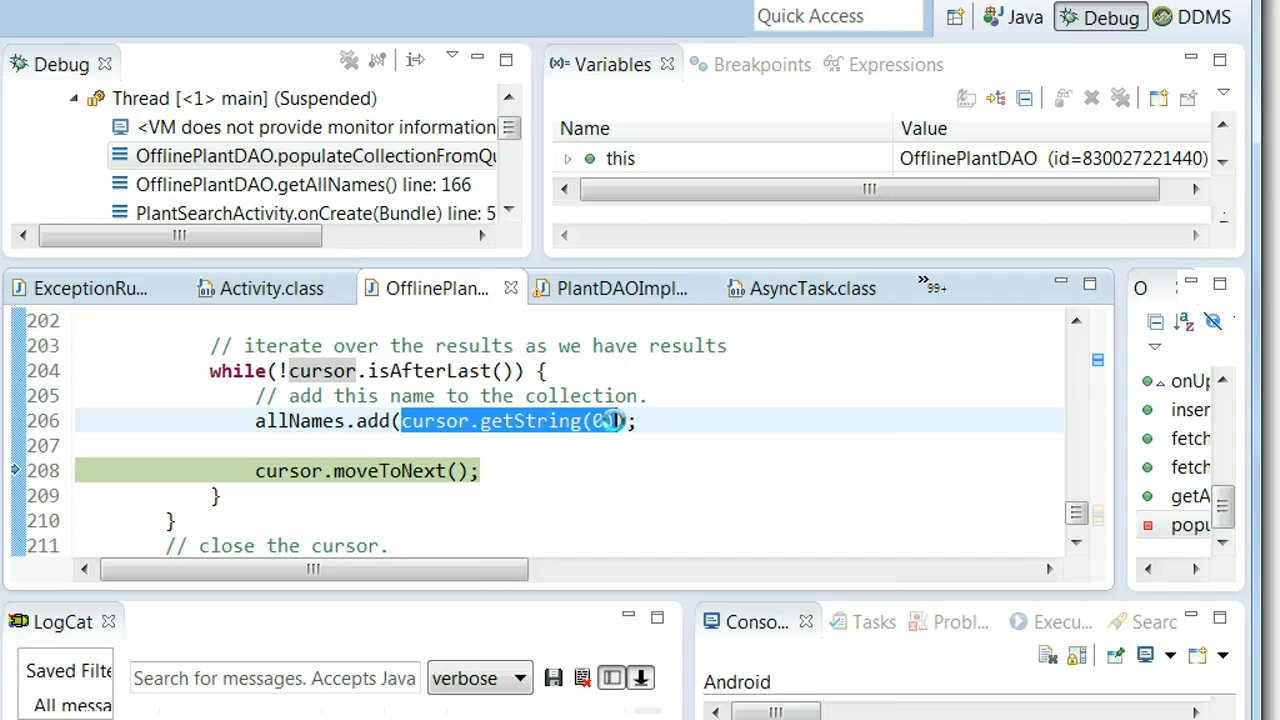 Quick Access
Java
Debug
DDMS
Debug
Thread [<1> main] (Suspended)
<VM does not provide monitor information
OfflinePlantDAO.populateCollectionFromQu
OfflinePlantDAO.getAllNames() line: 166
PlantSearchActivity.onCreate(Bundle) line: 5
(x)= Variables
Breakpoints
Expressions
Name
Value
this
OfflinePlantDAO (id=830027221440)
ExceptionRu...
Activity.class
OfflinePlan...
PlantDAOImpl...
AsyncTask.class
»99+
202
203 // iterate over the results as we have results
204 while(!cursor.isAfterLast()) {
205 // add this name to the collection.
206 allNames.add(cursor.getString(0));
207
208 cursor.moveToNext();
209 }
210 }
211 // close the cursor.
O
onUp
inser
fetch
fetch
getA
popu
LogCat
Saved Filte
All messa
Search for messages. Accepts Java
verbose
Conso...
Tasks
Probl...
Execu...
Searc
Android